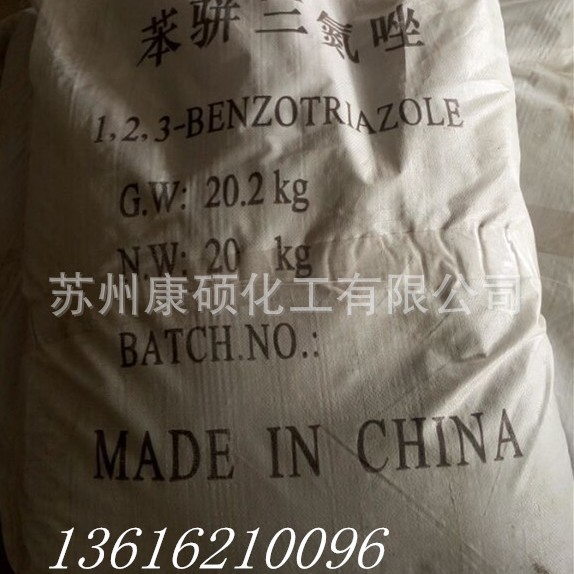 苯骈三氮唑
1,2,3-BENZOTRIAZOLE
G.W: 20.2 kg
N.W: 20 kg
苏州康硕化工有限公司
BATCH.NO.:
MADE IN CHINA
13616210096